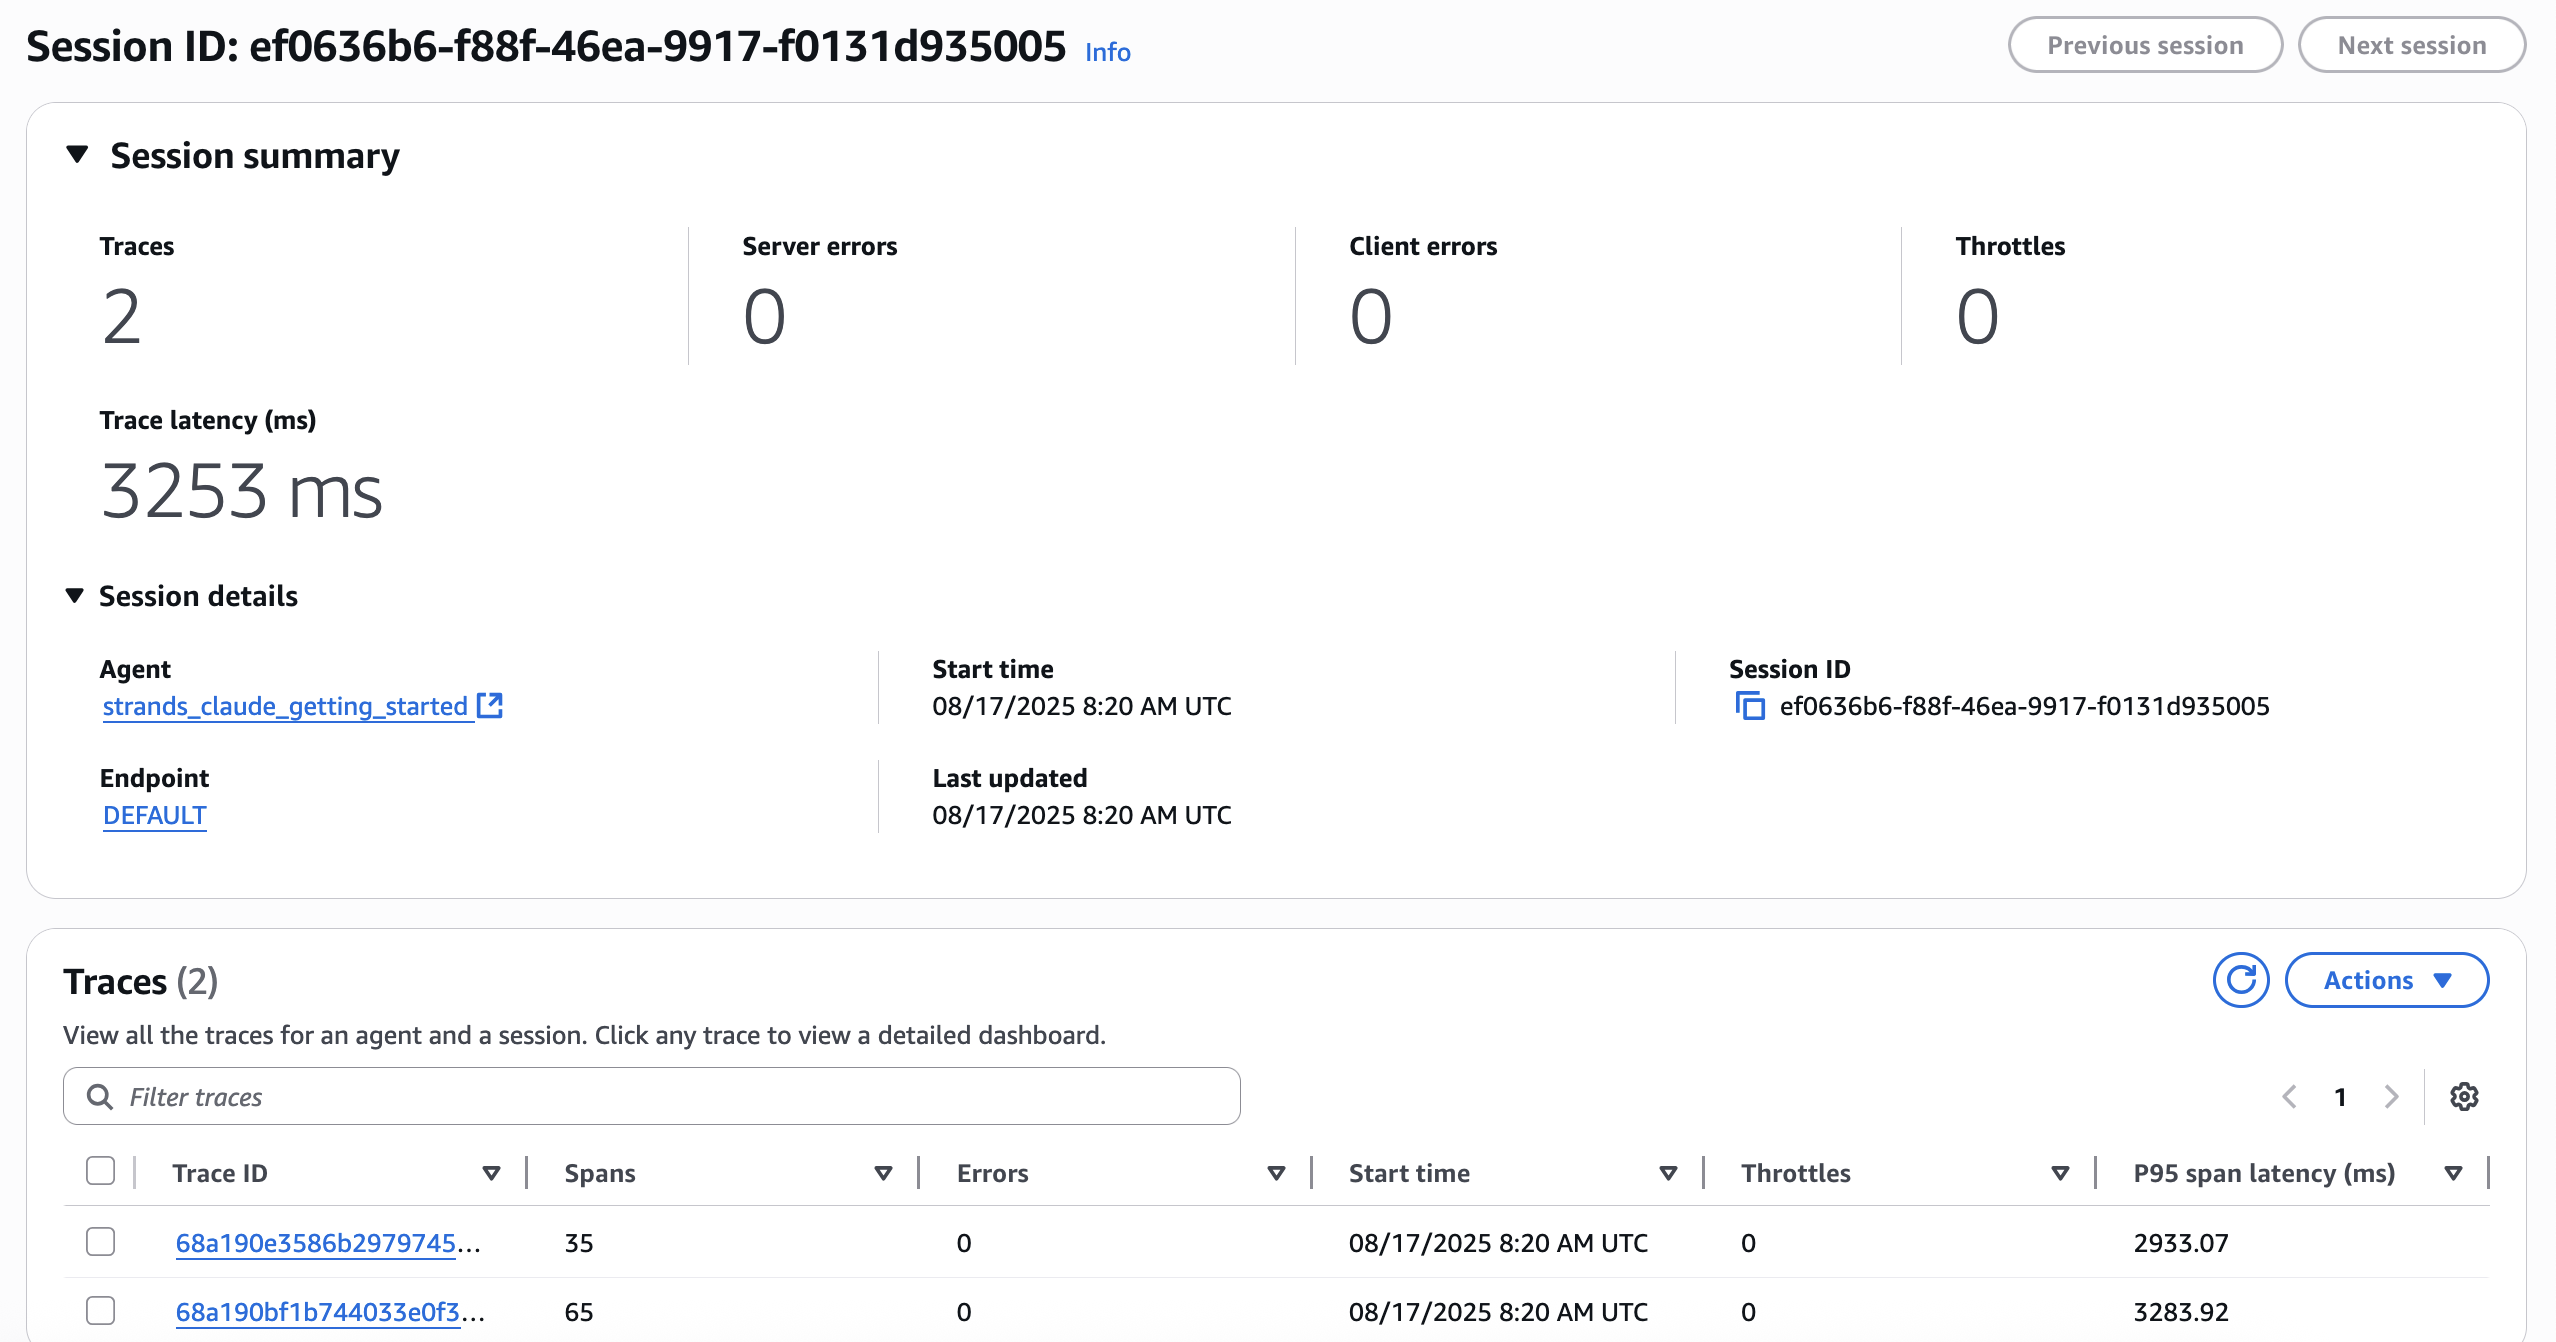 Session ID: ef0636b6-f88f-46ea-9917-f0131d935005 Info
Previous session
Next session
Session summary
Traces
2
Server errors
0
Client errors
0
Throttles
0
Trace latency (ms)
3253 ms
Session details
Agent
strands_claude_getting_started
Start time
08/17/2025 8:20 AM UTC
Session ID
ef0636b6-f88f-46ea-9917-f0131d935005
Endpoint
DEFAULT
Last updated
08/17/2025 8:20 AM UTC
Traces (2)
Actions
View all the traces for an agent and a session. Click any trace to view a detailed dashboard.
Filter traces
1
Trace ID Spans Errors Start time Throttles P95 span latency (ms)
68a190e3586b2979745... 35 0 08/17/2025 8:20 AM UTC 0 2933.07
68a190bf1b744033e0f3... 65 0 08/17/2025 8:20 AM UTC 0 3283.92